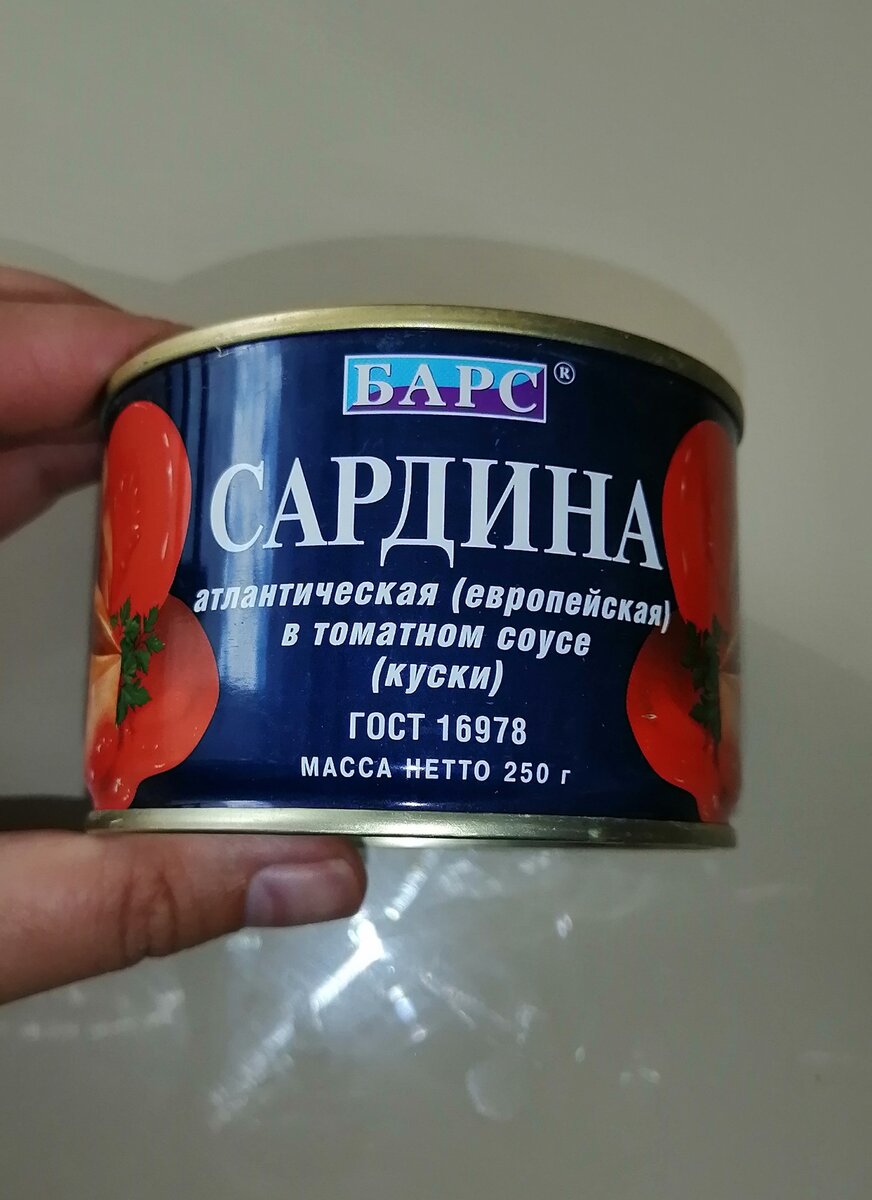 БАРС®
САРДИНА
атлантическая (европейская)
в томатном соусе
(куски)
ГОСТ 16978
МАССА НЕТТО 250 г